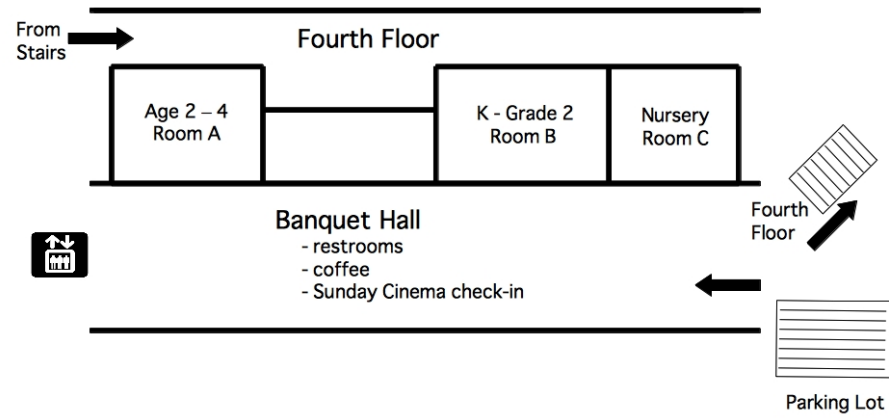 From
Stairs
Fourth Floor
Age 2 – 4
Room A
K - Grade 2
Room B
Nursery
Room C
Banquet Hall
- restrooms
- coffee
- Sunday Cinema check-in
Fourth
Floor
Parking Lot